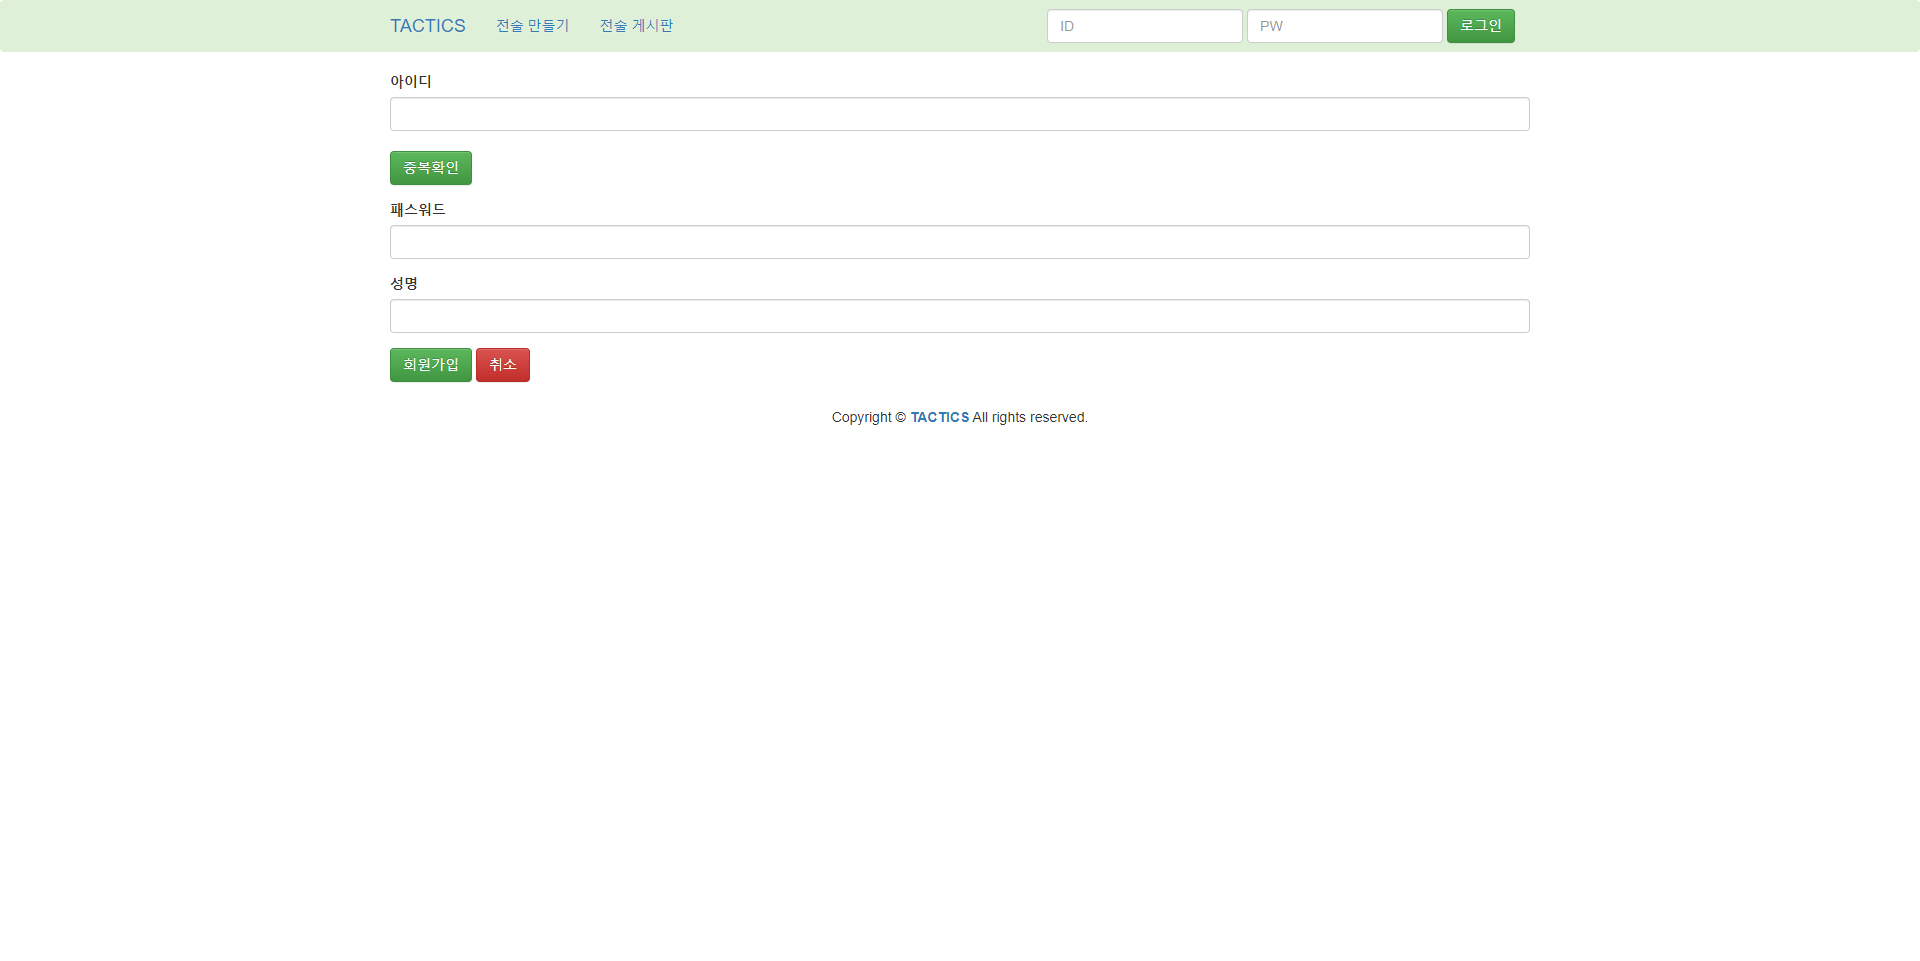 TACTICS 전술 만들기 전술 게시판 ID PW 로그인
아이디
중복확인
패스워드
성명
회원가입 취소
Copyright © TACTICS All rights reserved.